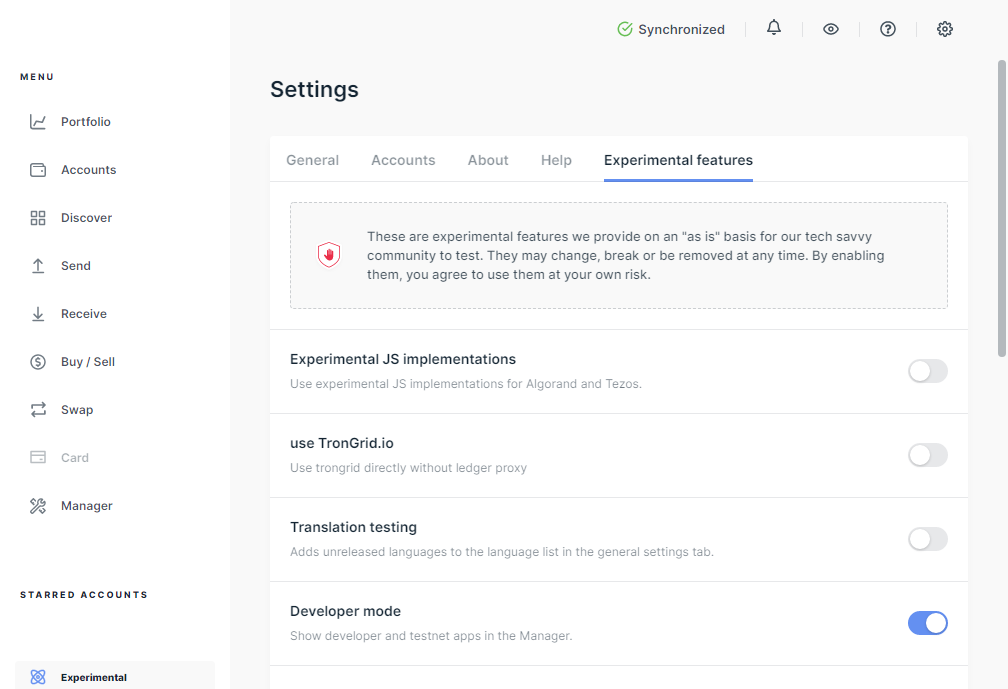 Synchronized
MENU
Portfolio
Accounts
Discover
Send
Receive
Buy / Sell
Swap
Card
Manager
STARRED ACCOUNTS
Experimental
Settings
General Accounts About Help Experimental features
These are experimental features we provide on an "as is" basis for our tech savvy
community to test. They may change, break or be removed at any time. By enabling
them, you agree to use them at your own risk.
Experimental JS implementations
Use experimental JS implementations for Algorand and Tezos.
use TronGrid.io
Use trongrid directly without ledger proxy
Translation testing
Adds unreleased languages to the language list in the general settings tab.
Developer mode
Show developer and testnet apps in the Manager.